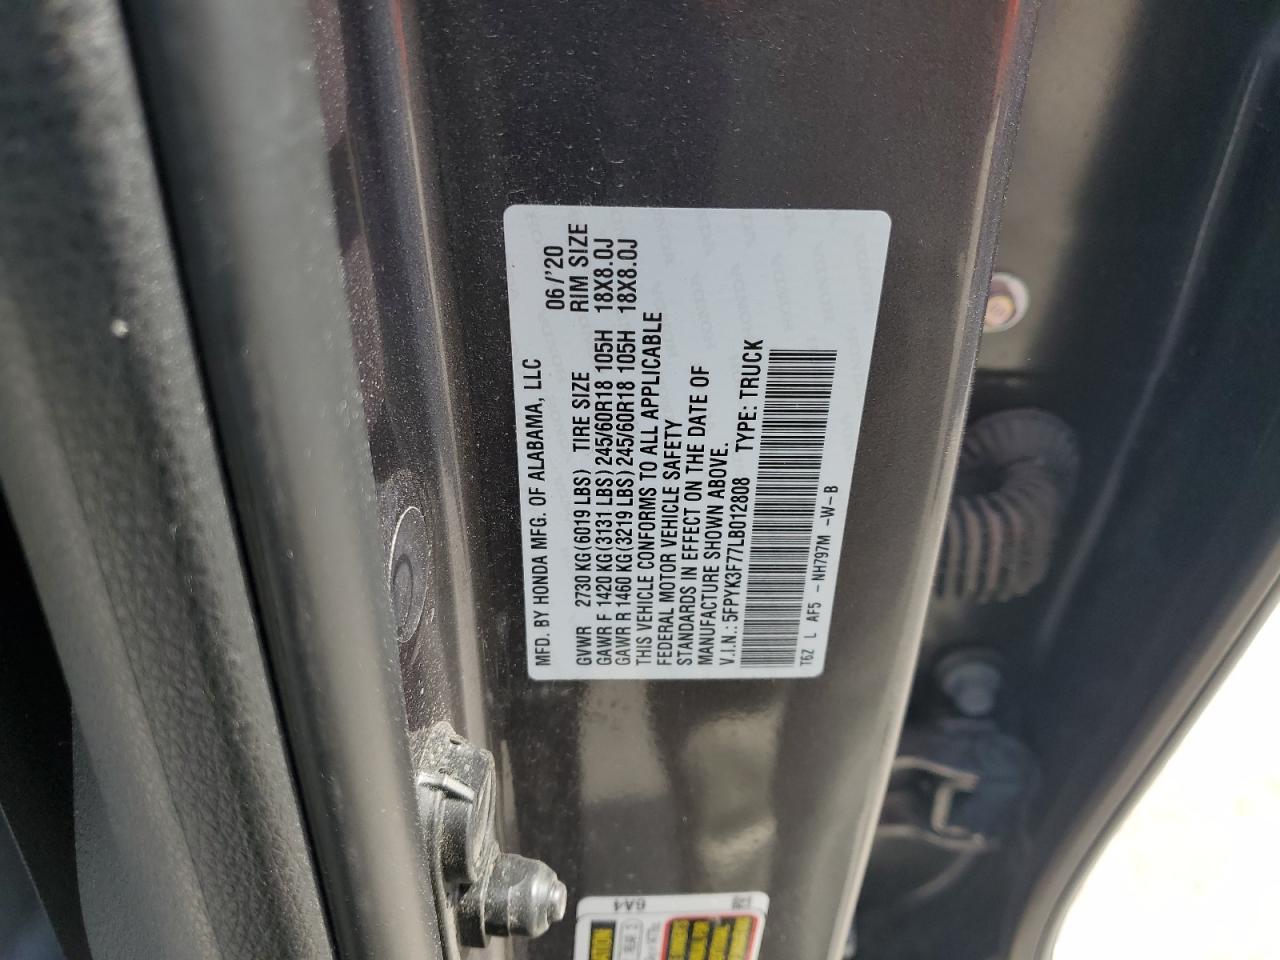 MFD. BY HONDA MFG. OF ALABAMA, LLC 06/'20
GVWR 2730 KG(6019 LBS) TIRE SIZE RIM SIZE
GAWR F 1420 KG(3131 LBS) 245/60R18 105H 18X8.0J
GAWR R 1460 KG(3219 LBS) 245/60R18 105H 18X8.0J
THIS VEHICLE CONFORMS TO ALL APPLICABLE
FEDERAL MOTOR VEHICLE SAFETY
STANDARDS IN EFFECT ON THE DATE OF
MANUFACTURE SHOWN ABOVE.
V.I.N.: 5FPYK3F77LB012808 TYPE: TRUCK
T6Z L AF5 - NH797M -W-B
6A4